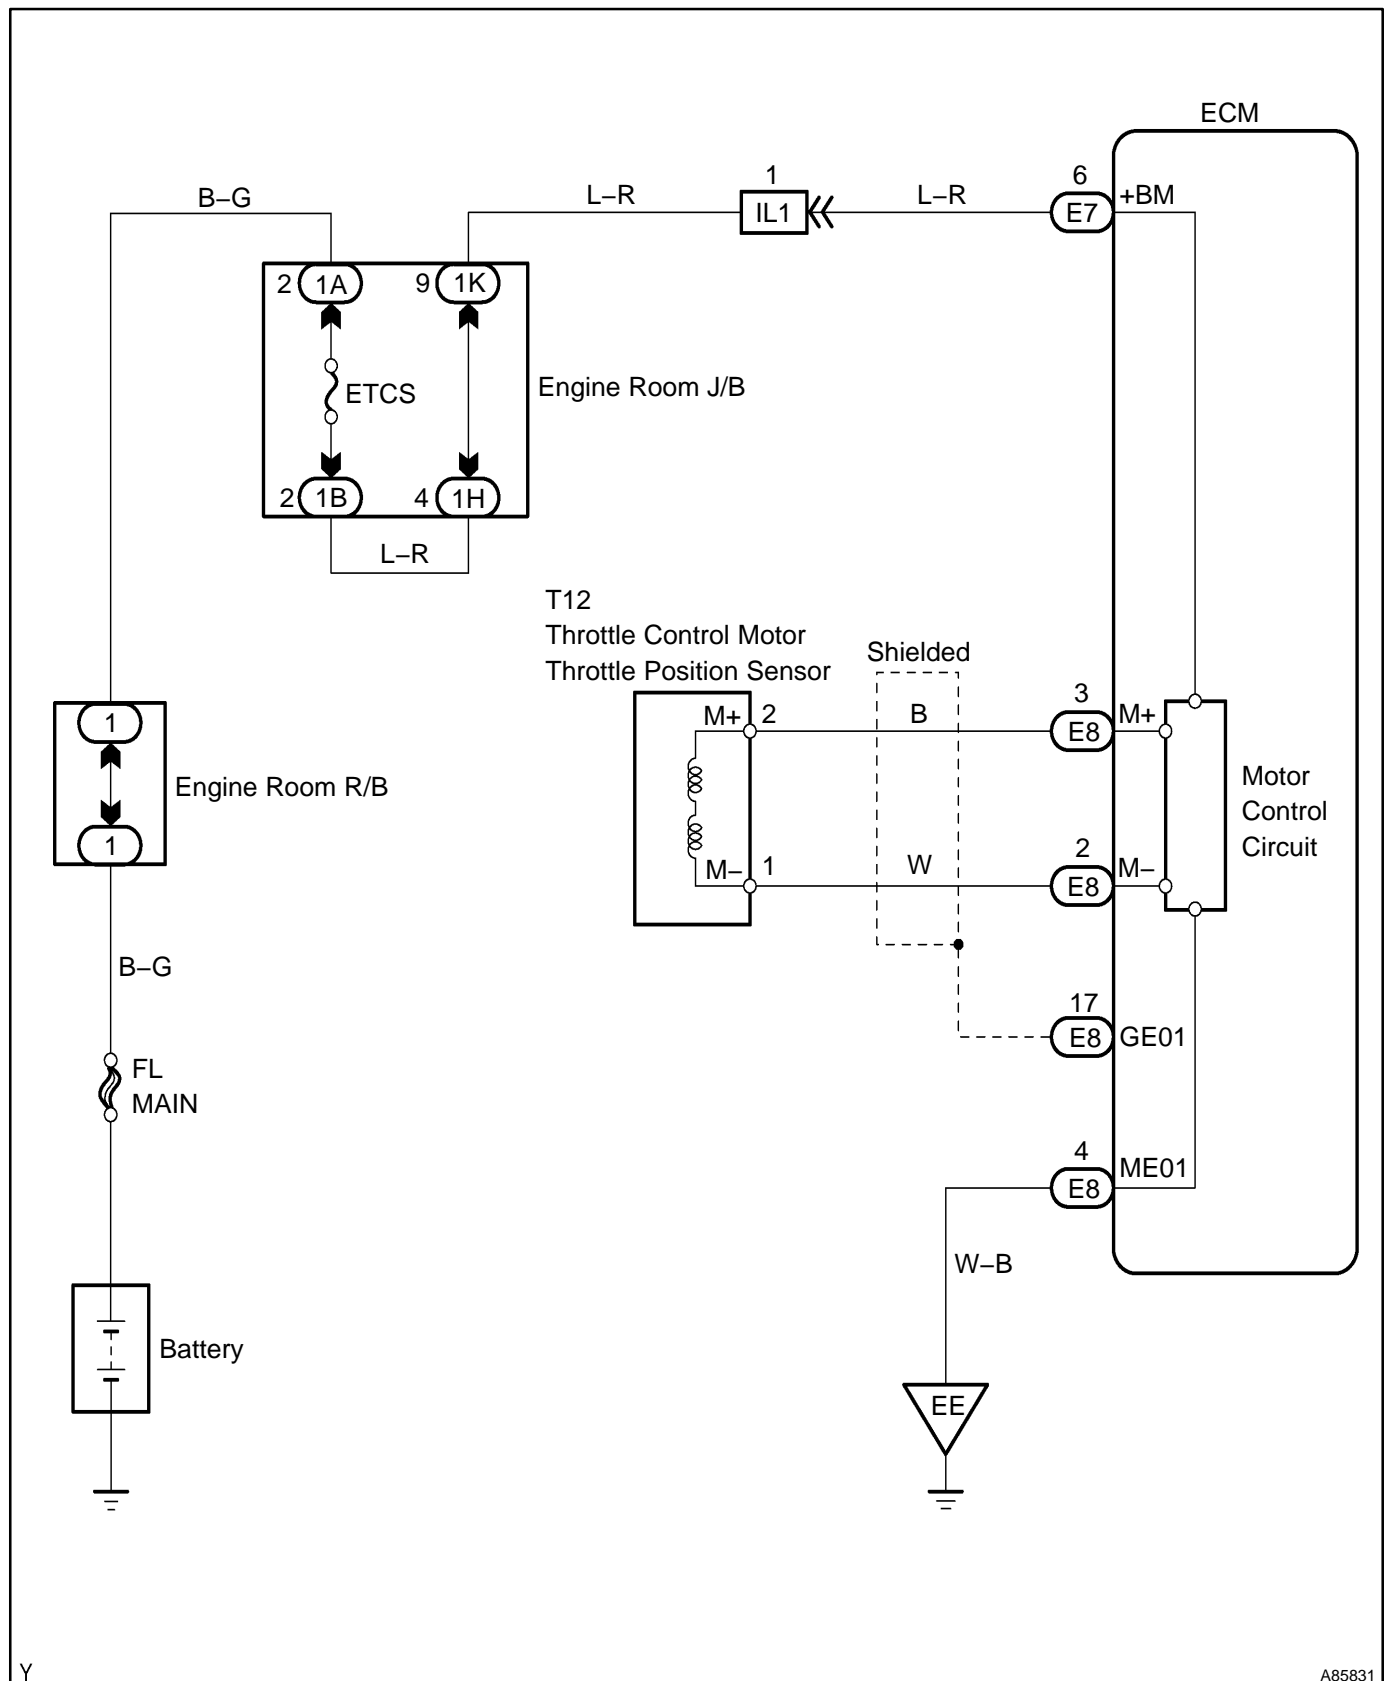 ECM
B–G
L–R
1
IL1
L–R
6
E7
+BM
2
1A
9
1K
ETCS
Engine Room J/B
2
1B
4
1H
L–R
T12
Throttle Control Motor
Throttle Position Sensor
Shielded
M+
2
B
3
E8
M+
1
Engine Room R/B
1
Motor
Control
Circuit
M–
1
W
2
E8
M–
B–G
17
E8
GE01
FL
MAIN
4
E8
ME01
W–B
Battery
EE
Y
A85831